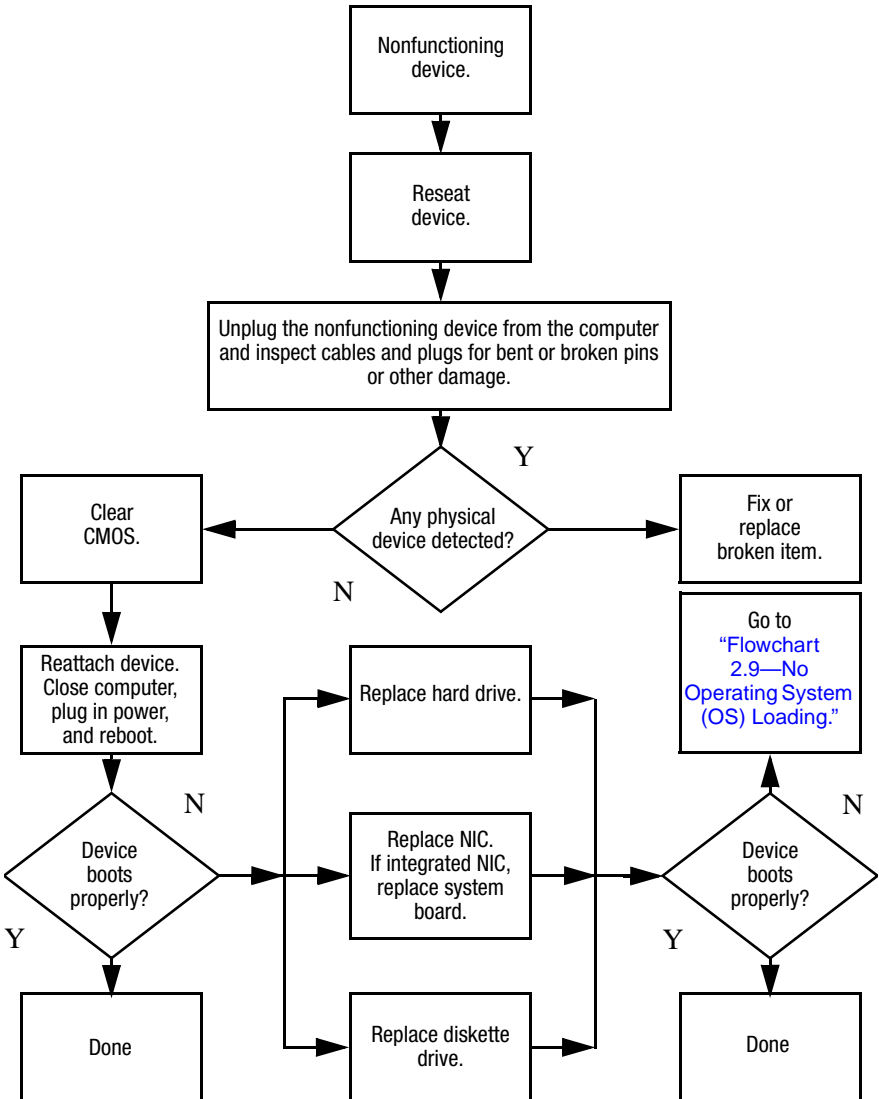 Nonfunctioning
device.
Reseat
device.
Unplug the nonfunctioning device from the computer
and inspect cables and plugs for bent or broken pins
or other damage.
Y
Clear
CMOS.
Any physical
device detected?
Fix or
replace
broken item.
N
Go to
“Flowchart
2.9—No
Operating System
(OS) Loading.”
Reattach device.
Close computer,
plug in power,
and reboot.
Replace hard drive.
N
N
Device
boots
properly?
Replace NIC.
If integrated NIC,
replace system
board.
Device
boots
properly?
Y
Y
Done
Replace diskette
drive.
Done